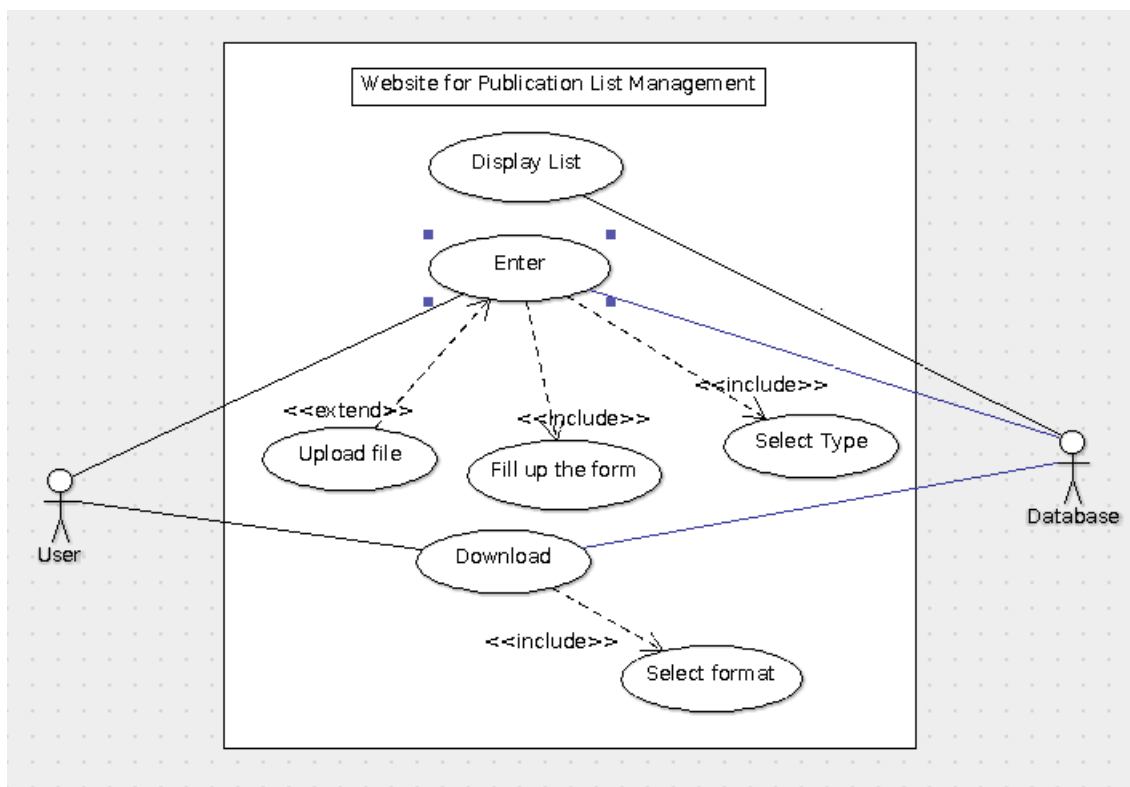 Website for Publication List Management
Display List
Enter
<<include>>
<<extend>>
<<include>>
Select Type
Upload file
Fill up the form
Database
User
Download
<<include>>
Select format